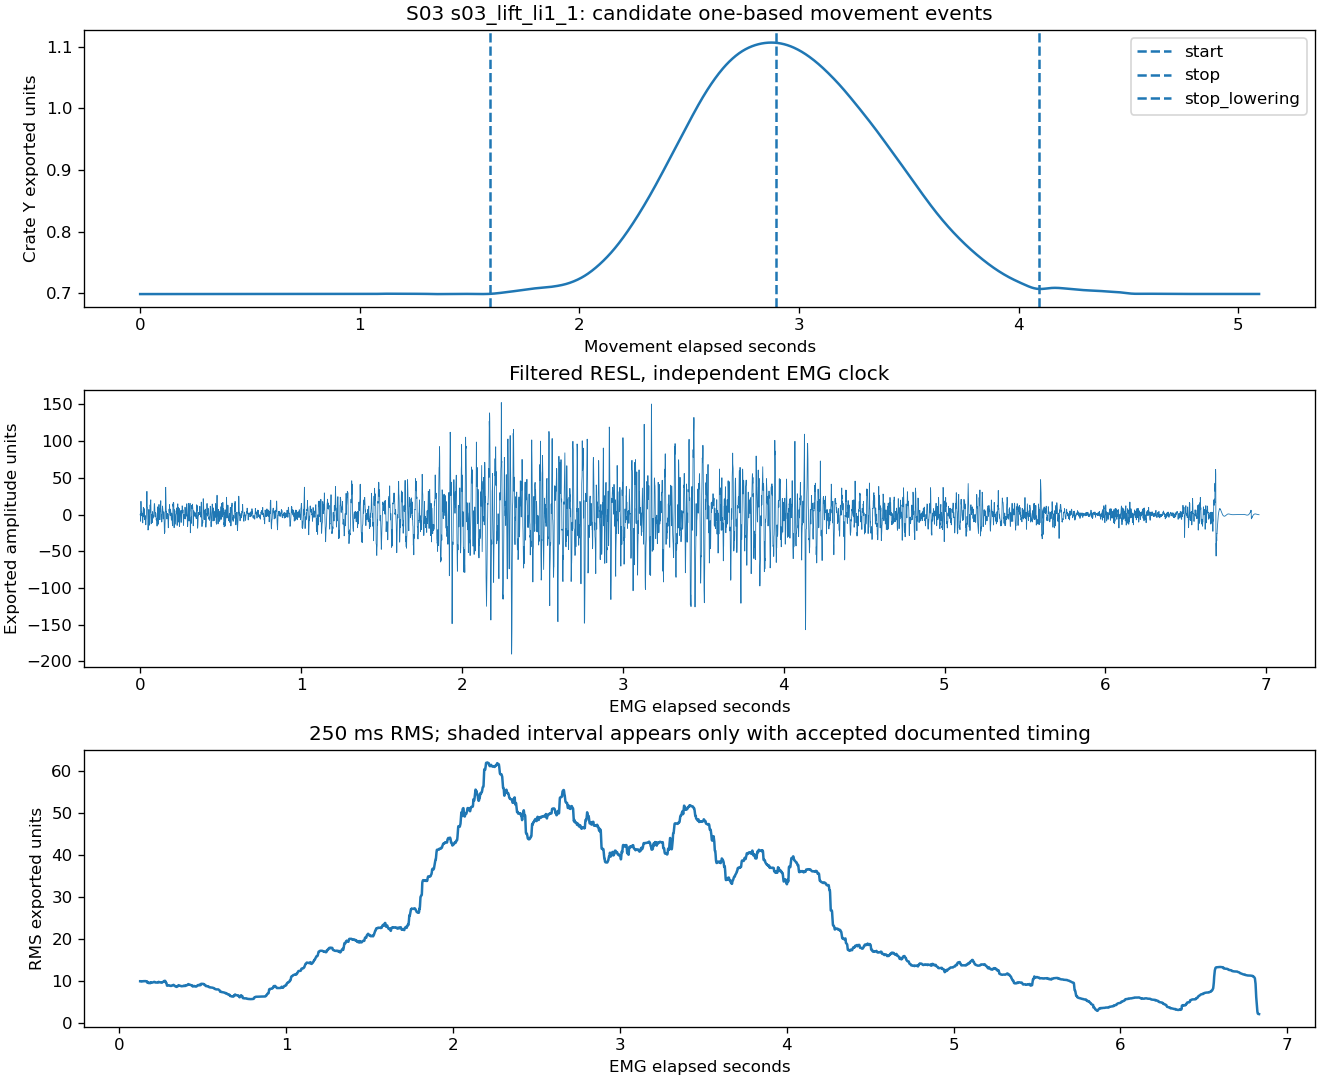 S03 s03_lift_li1_1: candidate one-based movement events
Crate Y exported units
1.1
1.0
0.9
0.8
0.7
start
stop
stop_lowering
0 1 2 3 4 5
Movement elapsed seconds
Filtered RESL, independent EMG clock
Exported amplitude units
150
100
50
0
−50
−100
−150
−200
0 1 2 3 4 5 6 7
EMG elapsed seconds
250 ms RMS; shaded interval appears only with accepted documented timing
RMS exported units
60
50
40
30
20
10
0
0 1 2 3 4 5 6 7
EMG elapsed seconds